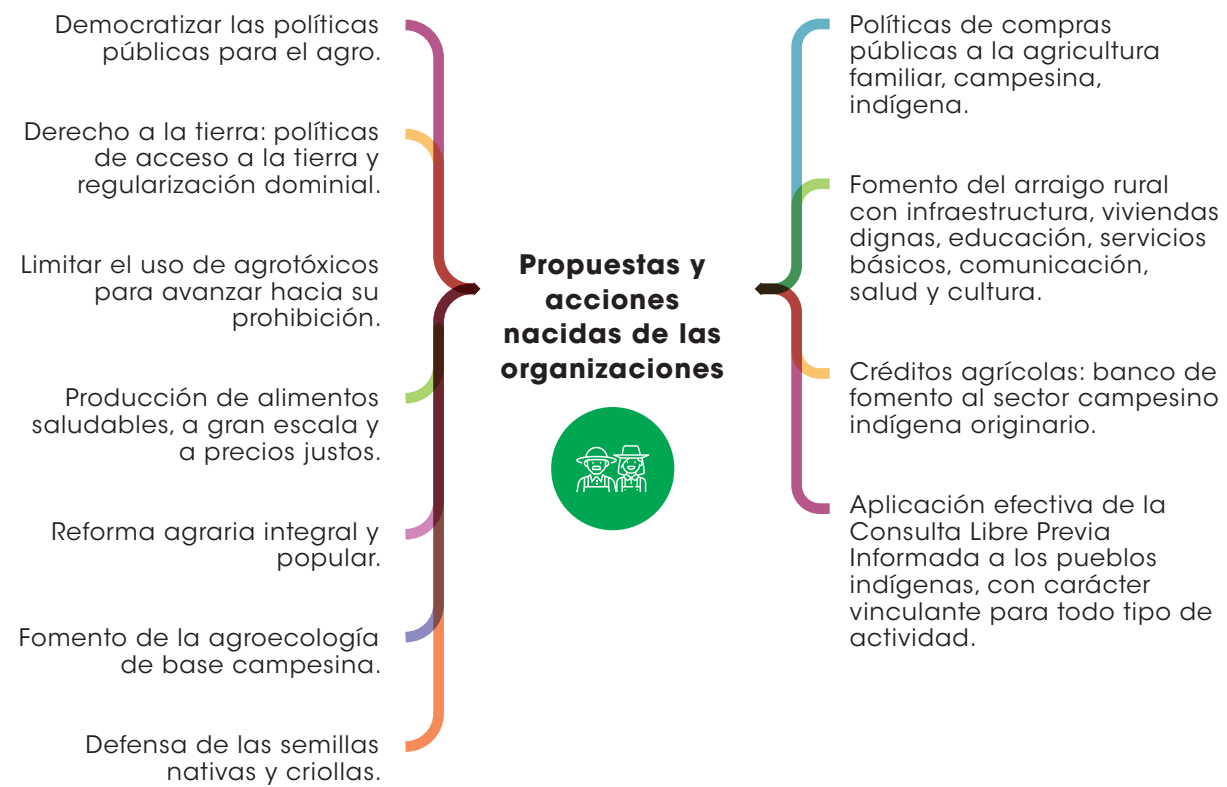 Democratizar las políticas
públicas para el agro.
Derecho a la tierra: políticas
de acceso a la tierra y
regularización dominial.
Limitar el uso de agrotóxicos
para avanzar hacia su
prohibición.
Producción de alimentos
saludables, a gran escala y
a precios justos.
Reforma agraria integral y
popular.
Fomento de la agroecología
de base campesina.
Defensa de las semillas
nativas y criollas.
Propuestas y
acciones
nacidas de las
organizaciones
Políticas de compras
públicas a la agricultura
familiar, campesina,
indígena.
Fomento del arraigo rural
con infraestructura, viviendas
dignas, educación, servicios
básicos, comunicación,
salud y cultura.
Créditos agrícolas: banco de
fomento al sector campesino
indígena originario.
Aplicación efectiva de la
Consulta Libre Previa
Informada a los pueblos
indígenas, con carácter
vinculante para todo tipo de
actividad.